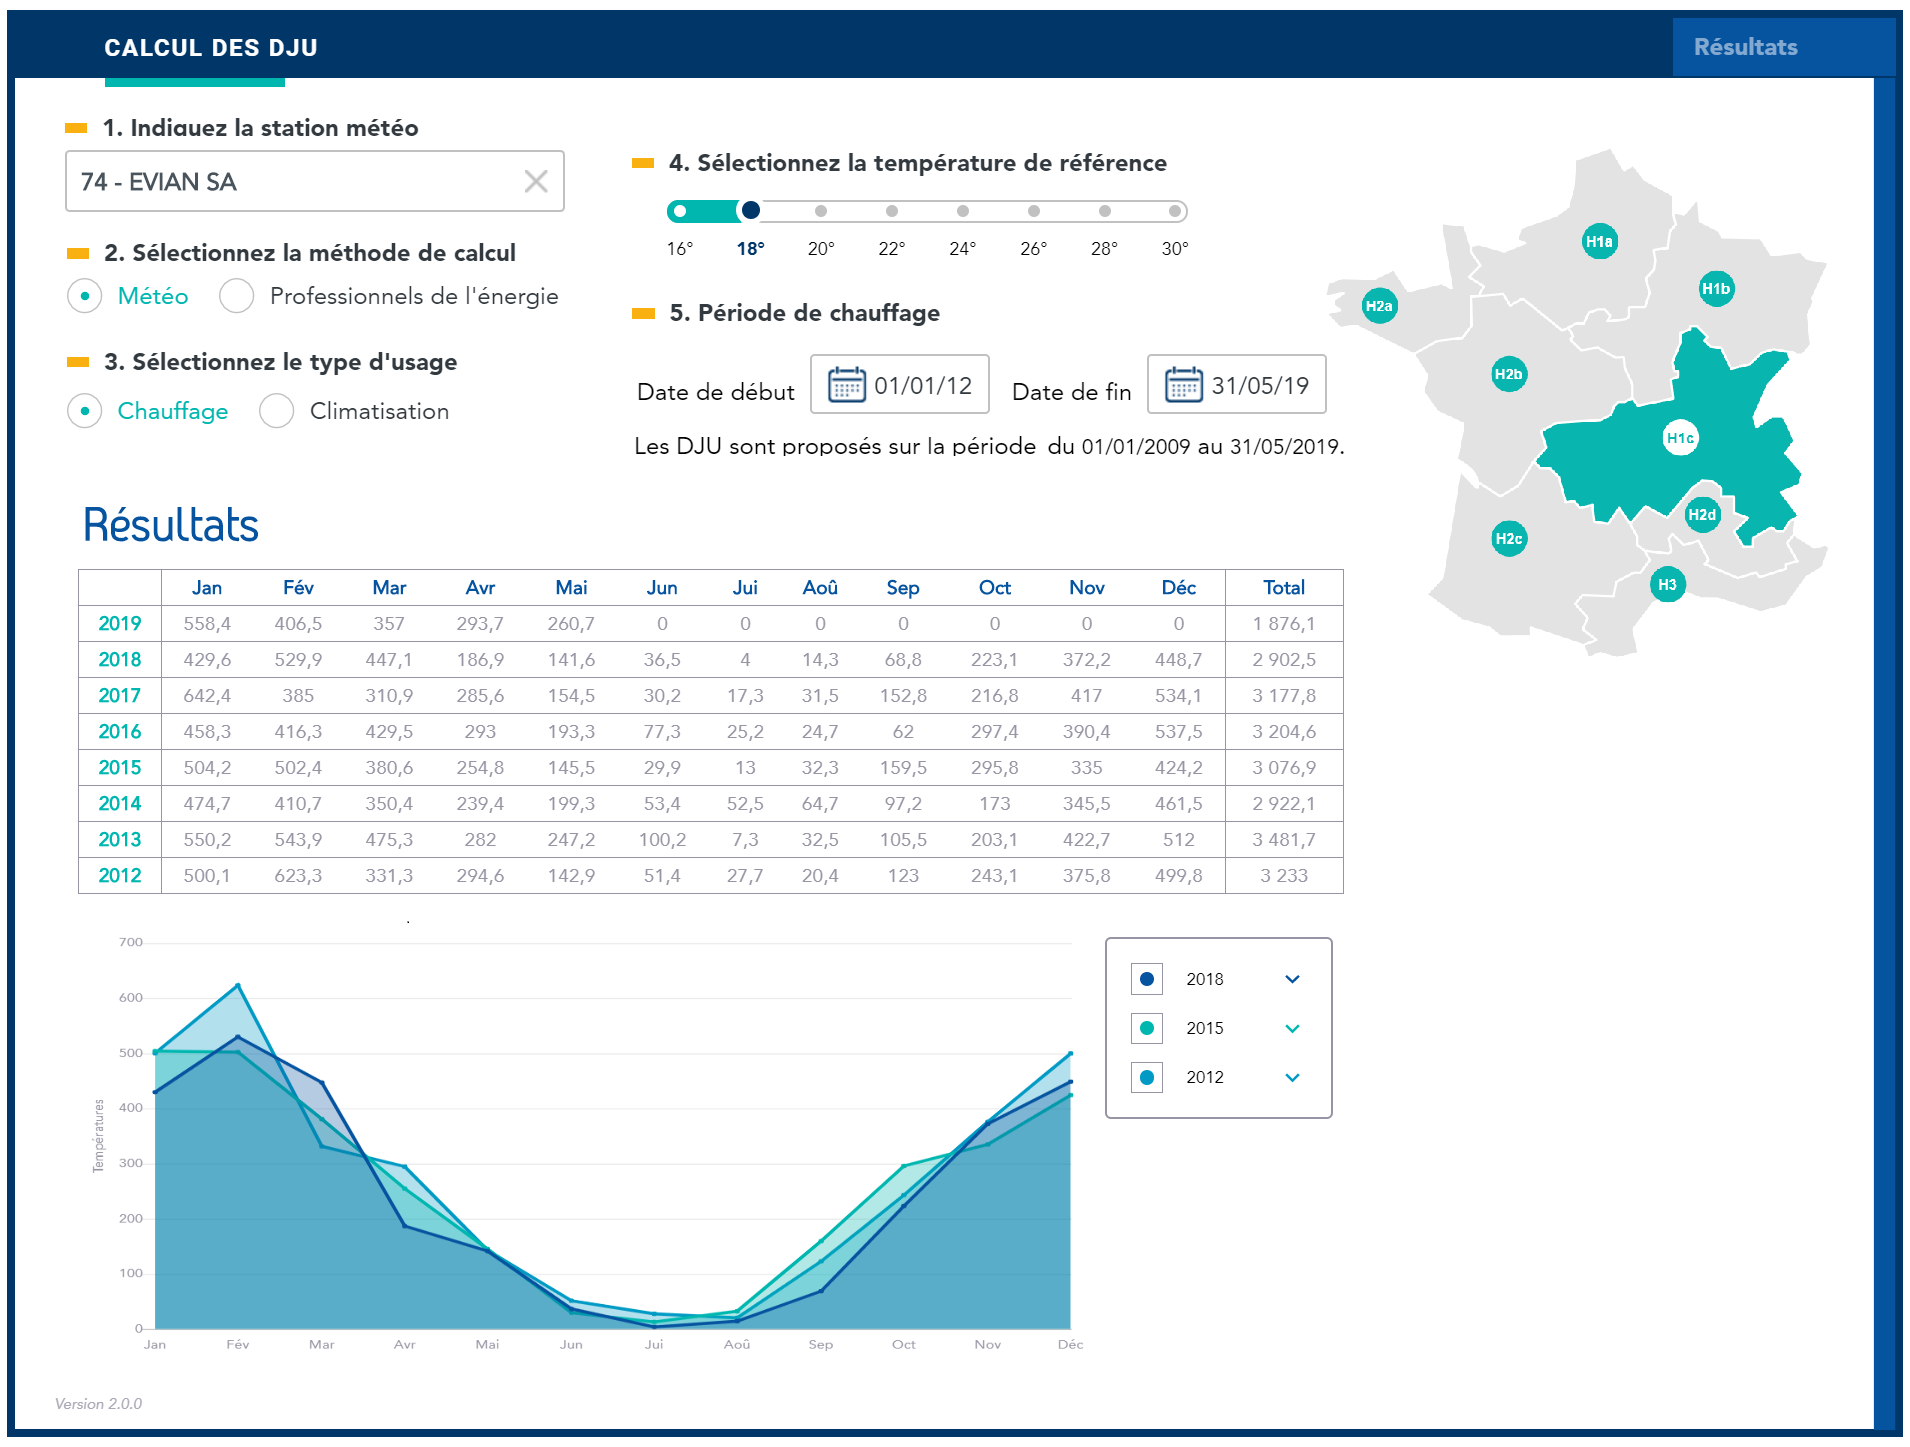 CALCUL DES DJU
Résultats
1. Indiquez la station météo
74 - EVIAN SA
2. Sélectionnez la méthode de calcul
Météo Professionnels de l'énergie
3. Sélectionnez le type d'usage
Chauffage Climatisation
4. Sélectionnez la température de référence
16° 18° 20° 22° 24° 26° 28° 30°
5. Période de chauffage
Date de début 01/01/12 Date de fin 31/05/19
Les DJU sont proposés sur la période du 01/01/2009 au 31/05/2019.
H1a
H1b
H2a
H2b
H1c
H2d
H2c
H3
Résultats
Jan Fév Mar Avr Mai Jun Jui Aoû Sep Oct Nov Déc Total
2019 558,4 406,5 357 293,7 260,7 0 0 0 0 0 0 0 1 876,1
2018 429,6 529,9 447,1 186,9 141,6 36,5 4 14,3 68,8 223,1 372,2 448,7 2 902,5
2017 642,4 385 310,9 285,6 154,5 30,2 17,3 31,5 152,8 216,8 417 534,1 3 177,8
2016 458,3 416,3 429,5 293 193,3 77,3 25,2 24,7 62 297,4 390,4 537,5 3 204,6
2015 504,2 502,4 380,6 254,8 145,5 29,9 13 32,3 159,5 295,8 335 424,2 3 076,9
2014 474,7 410,7 350,4 239,4 199,3 53,4 52,5 64,7 97,2 173 345,5 461,5 2 922,1
2013 550,2 543,9 475,3 282 247,2 100,2 7,3 32,5 105,5 203,1 422,7 512 3 481,7
2012 500,1 623,3 331,3 294,6 142,9 51,4 27,7 20,4 123 243,1 375,8 499,8 3 233
700
600
500
400
300
200
100
0
Températures
Jan Fév Mar Avr Mai Jun Jui Aoû Sep Oct Nov Déc
2018
2015
2012
Version 2.0.0